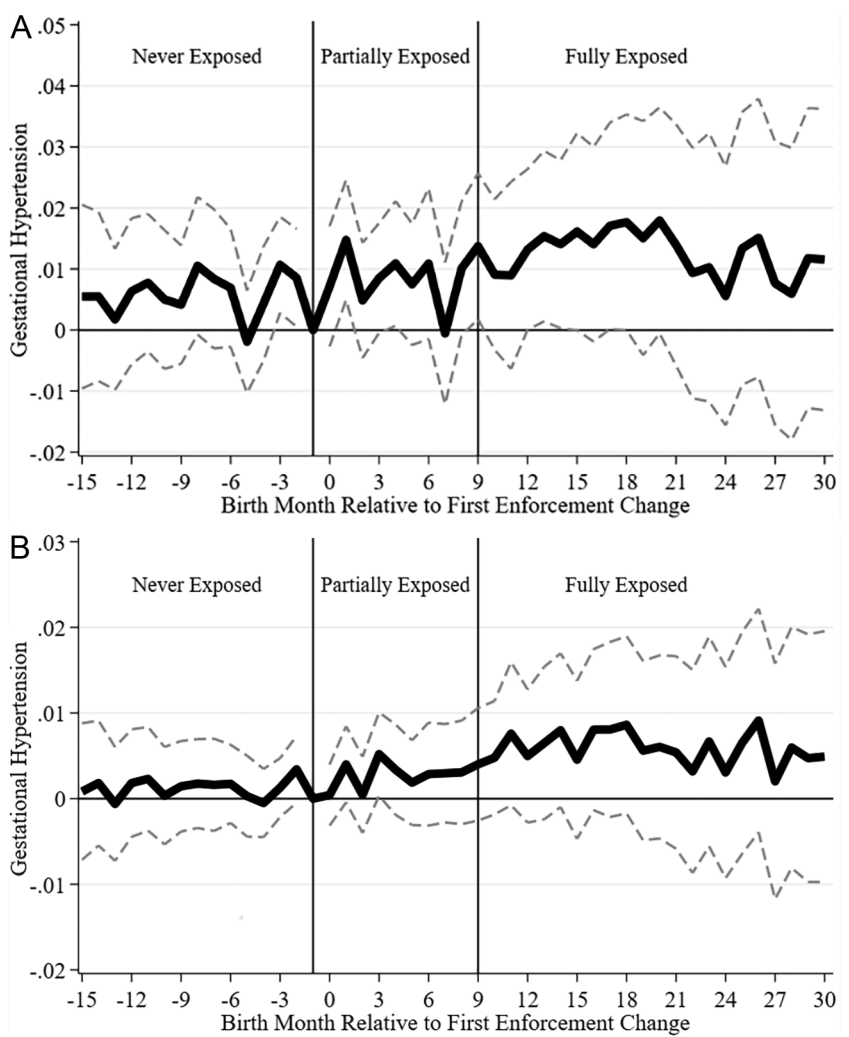 A
.05
Never Exposed Partially Exposed Fully Exposed
.04
.03
.02
.01
0
-.01
-.02
Gestational Hypertension
-15 -12 -9 -6 -3 0 3 6 9 12 15 18 21 24 27 30
Birth Month Relative to First Enforcement Change
B
.03
Never Exposed Partially Exposed Fully Exposed
.02
.01
0
-.01
-.02
Gestational Hypertension
-15 -12 -9 -6 -3 0 3 6 9 12 15 18 21 24 27 30
Birth Month Relative to First Enforcement Change